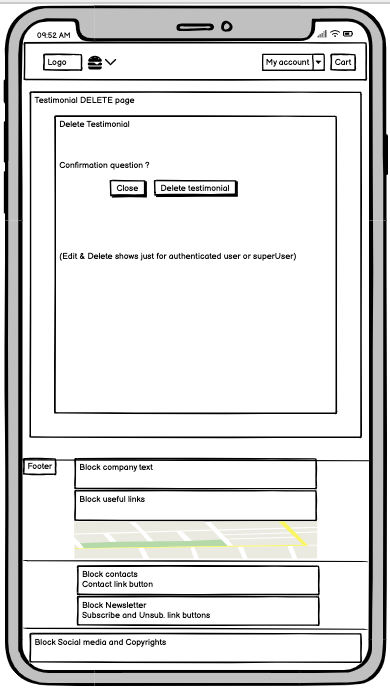 09:52 AM
Logo
My account
Cart
Testimonial DELETE page
Delete Testimonial
Confirmation question ?
Close
Delete testimonial
(Edit & Delete shows just for authenticated user or superUser)
Footer
Block company text
Block useful links
Block contacts
Contact link button
Block Newsletter
Subscribe and Unsub. link buttons
Block Social media and Copyrights